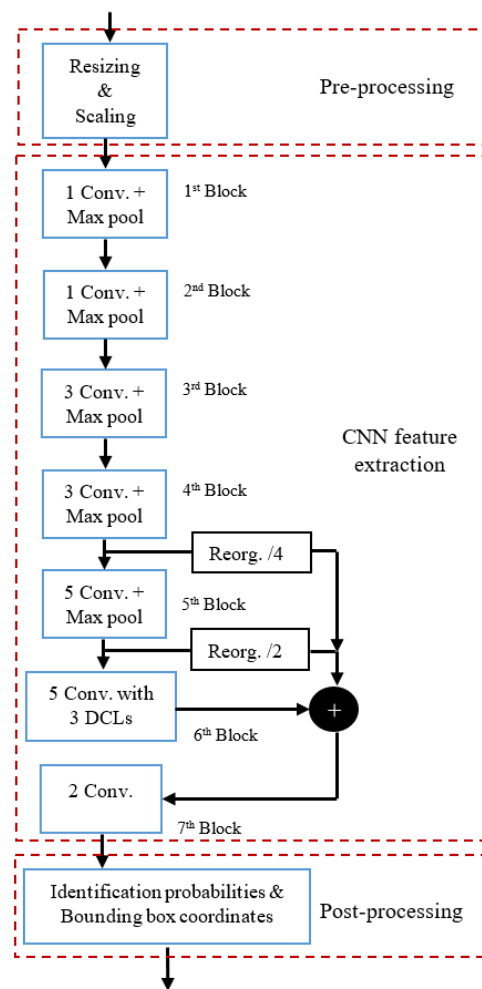 Resizing
&
Scaling
Pre-processing
1 Conv. +
Max pool
1st Block
1 Conv. +
Max pool
2nd Block
3 Conv. +
Max pool
3rd Block
CNN feature
extraction
3 Conv. +
Max pool
4th Block
Reorg. /4
5 Conv. +
Max pool
5th Block
Reorg. /2
5 Conv. with
3 DCLs
+
6th Block
2 Conv.
7th Block
Identification probabilities &
Bounding box coordinates
Post-processing